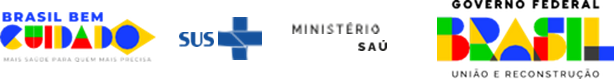 BRASIL BEM
CUIDADO
MAIS SAÚDE PARA QUEM MAIS PRECISA
SUS
MINISTÉRIO
SAÚ
GOVERNO FEDERAL
BRASIL
UNIÃO E RECONSTRUÇÃO